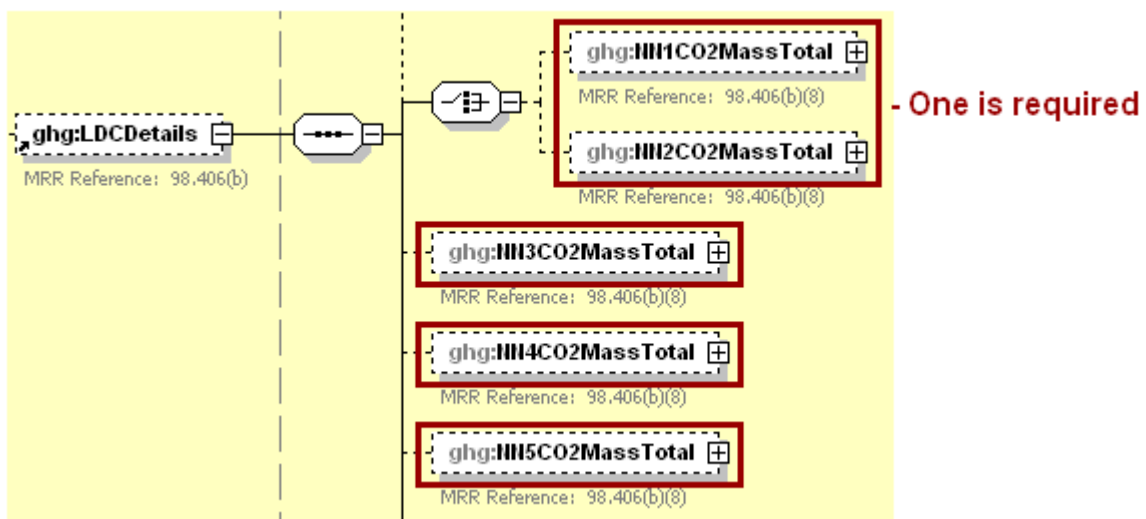 ghg:NN1CO2MassTotal
MRR Reference: 98.406(b)(8)
- One is required
ghg:LDCDetails
MRR Reference: 98.406(b)
ghg:NN2CO2MassTotal
MRR Reference: 98.406(b)(8)
ghg:NN3CO2MassTotal
MRR Reference: 98.406(b)(8)
ghg:NN4CO2MassTotal
MRR Reference: 98.406(b)(8)
ghg:NN5CO2MassTotal
MRR Reference: 98.406(b)(8)